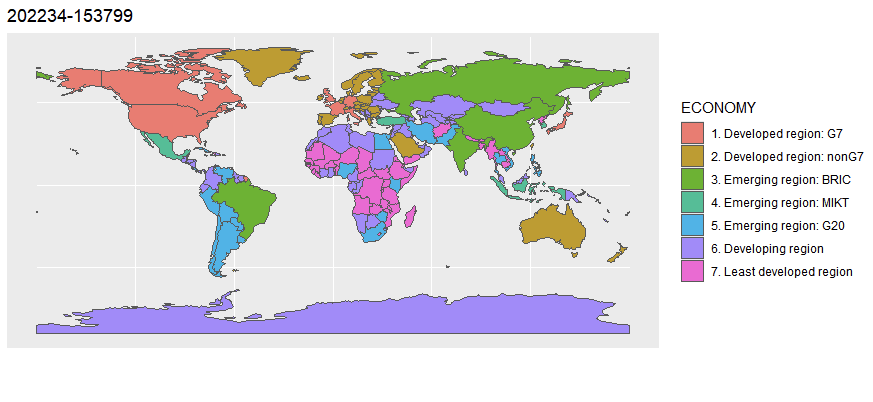 202234-153799
ECONOMY
1. Developed region: G7
2. Developed region: nonG7
3. Emerging region: BRIC
4. Emerging region: MIKT
5. Emerging region: G20
6. Developing region
7. Least developed region